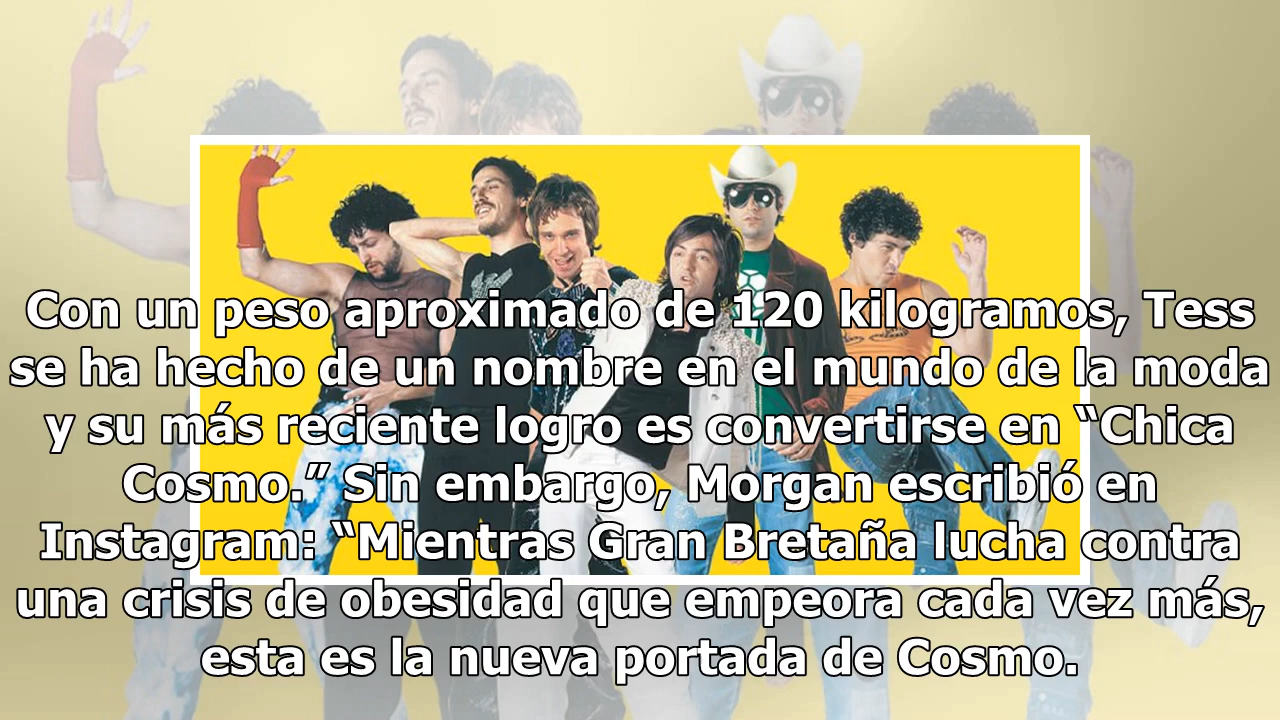 Con un peso aproximado de 120 kilogramos, Tess
se ha hecho de un nombre en el mundo de la moda
y su más reciente logro es convertirse en “Chica
Cosmo.” Sin embargo, Morgan escribió en
Instagram: “Mientras Gran Bretaña lucha contra
una crisis de obesidad que empeora cada vez más,
esta es la nueva portada de Cosmo.